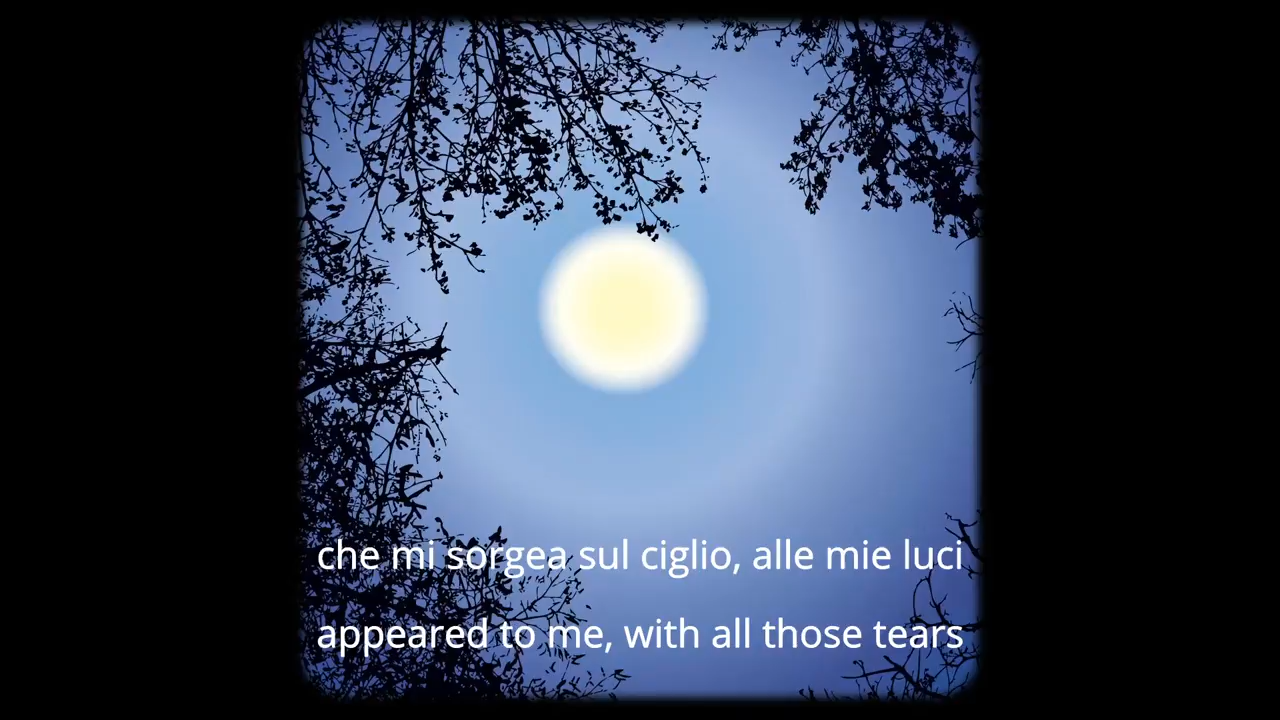 che mi sorgea sul ciglio, alle mie luci
appeared to me, with all those tears